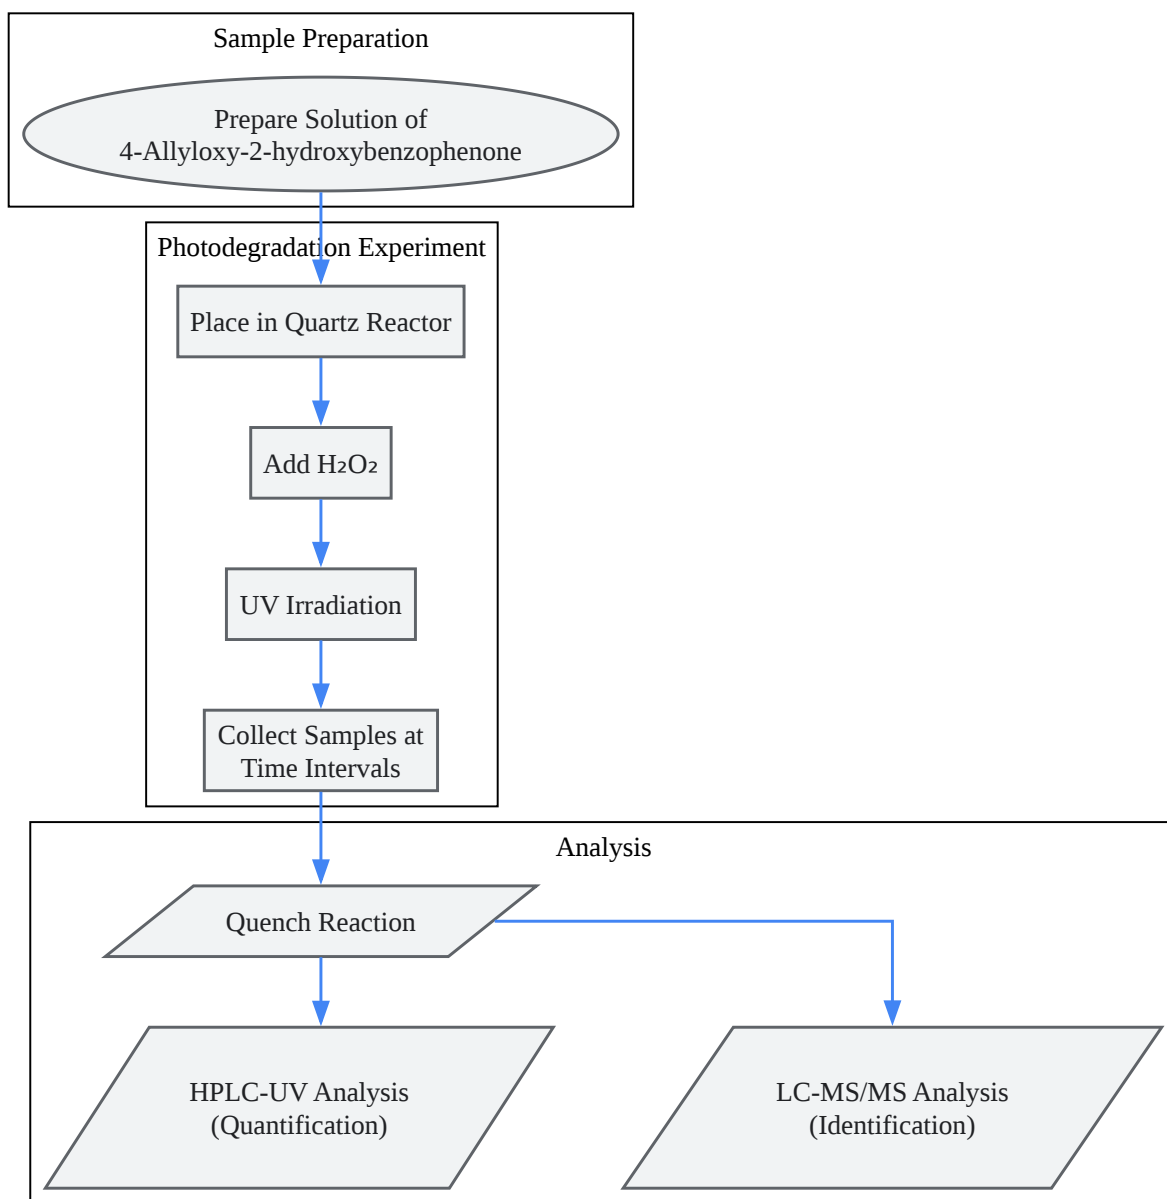 Sample Preparation
Prepare Solution of
4-Allyloxy-2-hydroxybenzophenone
Photodegradation Experiment
Place in Quartz Reactor
Add H₂O₂
UV Irradiation
Collect Samples at
Time Intervals
Analysis
Quench Reaction
HPLC-UV Analysis
(Quantification)
LC-MS/MS Analysis
(Identification)